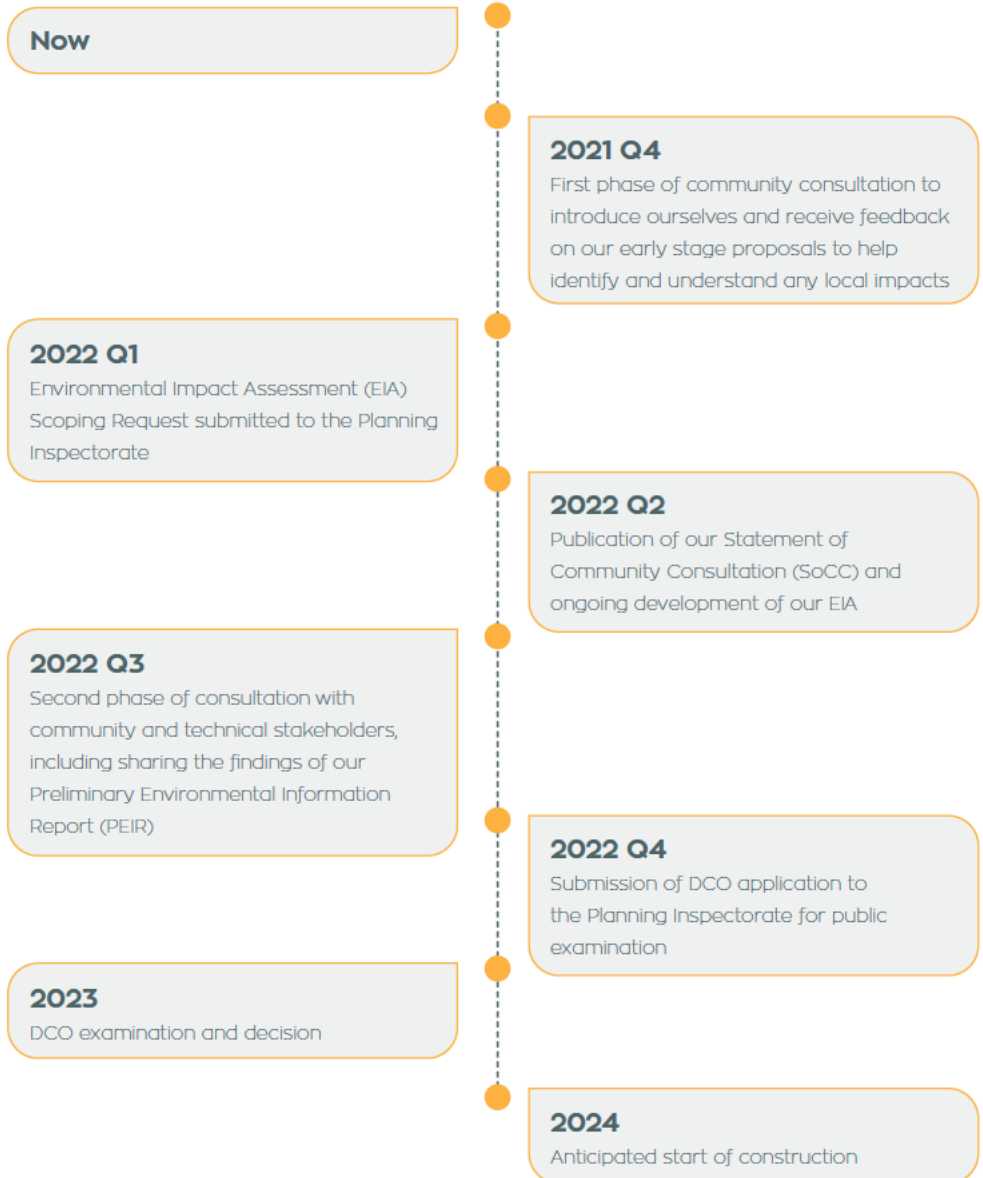 Now
2021 Q4
First phase of community consultation to
introduce ourselves and receive feedback
on our early stage proposals to help
identify and understand any local impacts
2022 Q1
Environmental Impact Assessment (EIA)
Scoping Request submitted to the Planning
Inspectorate
2022 Q2
Publication of our Statement of
Community Consultation (SoCC) and
ongoing development of our EIA
2022 Q3
Second phase of consultation with
community and technical stakeholders,
including sharing the findings of our
Preliminary Environmental Information
Report (PEIR)
2022 Q4
Submission of DCO application to
the Planning Inspectorate for public
examination
2023
DCO examination and decision
2024
Anticipated start of construction